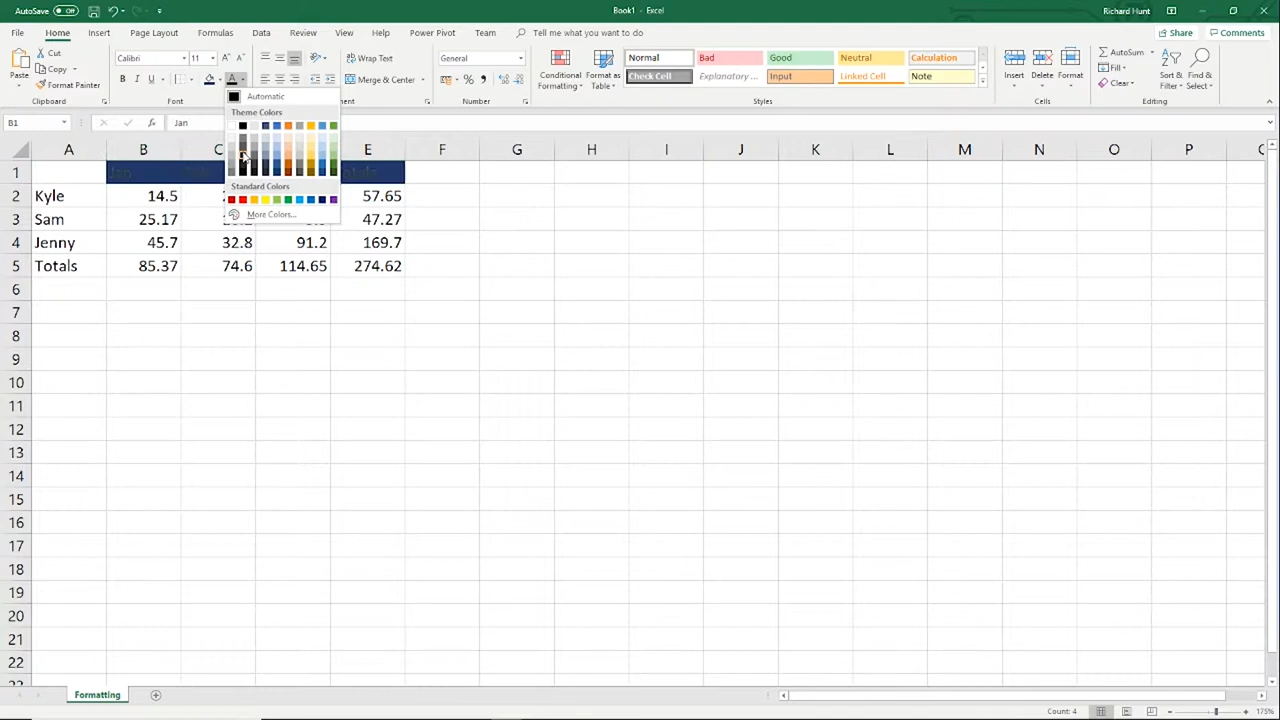 AutoSave Off Book1 - Excel Richard Hunt
File Home Insert Page Layout Formulas Data Review View Help Power Pivot Team Tell me what you want to do Share Comments
Paste Cut Copy Format Painter Clipboard
Calibri 11 B I U A Font
Wrap Text Merge & Center
General % Number
Conditional Formatting Format as Table
Normal Bad Good Neutral Calculation
Check Cell Explanatory ... Input Linked Cell Note
Styles
Insert Delete Format Cells
AutoSum Fill Clear Sort & Filter Find & Select Editing
B1 fx Jan
Automatic
Theme Colors
Standard Colors
More Colors...
A B C E F G H I J K L M N O P
1 Jan
2 Kyle 14.5 57.65
3 Sam 25.17 47.27
4 Jenny 45.7 32.8 91.2 169.7
5 Totals 85.37 74.6 114.65 274.62
6
7
8
9
10
11
12
13
14
15
16
17
18
19
20
21
22
Formatting
Count: 4 175%